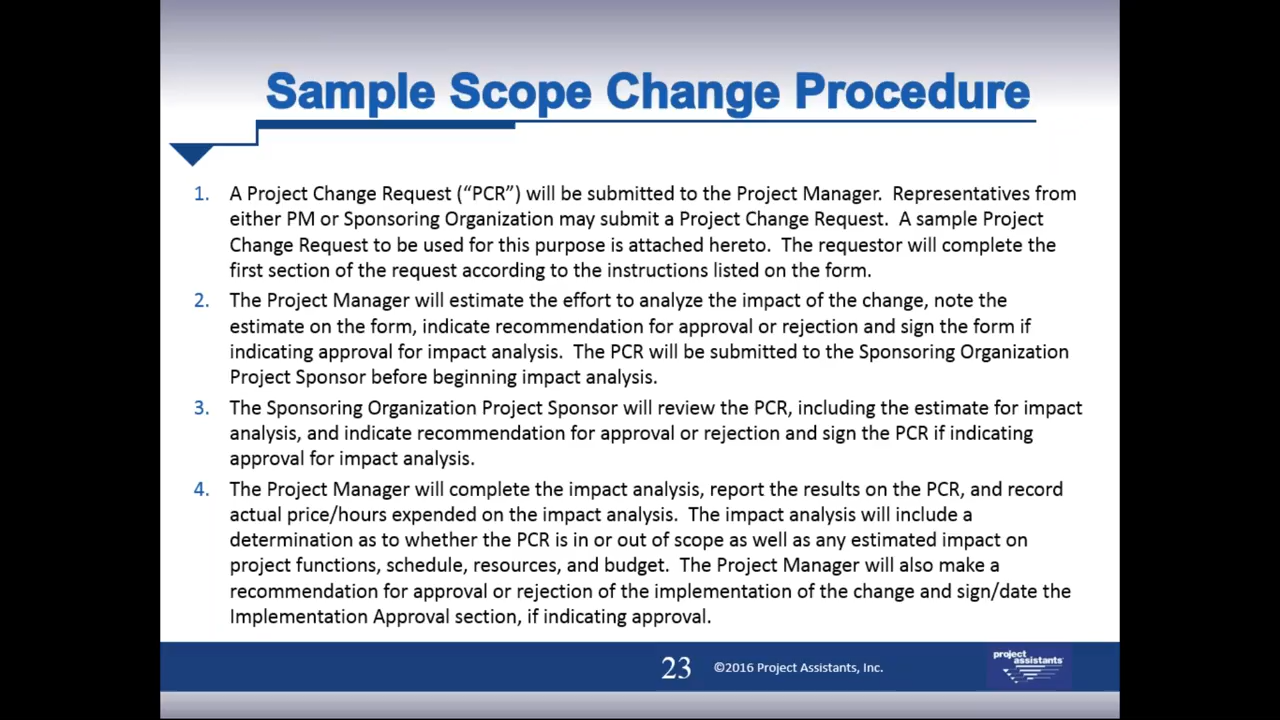 Sample Scope Change Procedure
1. A Project Change Request (“PCR”) will be submitted to the Project Manager.  Representatives from
either PM or Sponsoring Organization may submit a Project Change Request.  A sample Project
Change Request to be used for this purpose is attached hereto.  The requestor will complete the
first section of the request according to the instructions listed on the form.
2. The Project Manager will estimate the effort to analyze the impact of the change, note the
estimate on the form, indicate recommendation for approval or rejection and sign the form if
indicating approval for impact analysis.  The PCR will be submitted to the Sponsoring Organization
Project Sponsor before beginning impact analysis.
3. The Sponsoring Organization Project Sponsor will review the PCR, including the estimate for impact
analysis, and indicate recommendation for approval or rejection and sign the PCR if indicating
approval for impact analysis.
4. The Project Manager will complete the impact analysis, report the results on the PCR, and record
actual price/hours expended on the impact analysis.  The impact analysis will include a
determination as to whether the PCR is in or out of scope as well as any estimated impact on
project functions, schedule, resources, and budget.  The Project Manager will also make a
recommendation for approval or rejection of the implementation of the change and sign/date the
Implementation Approval section, if indicating approval.
23 ©2016 Project Assistants, Inc.
project
assistants